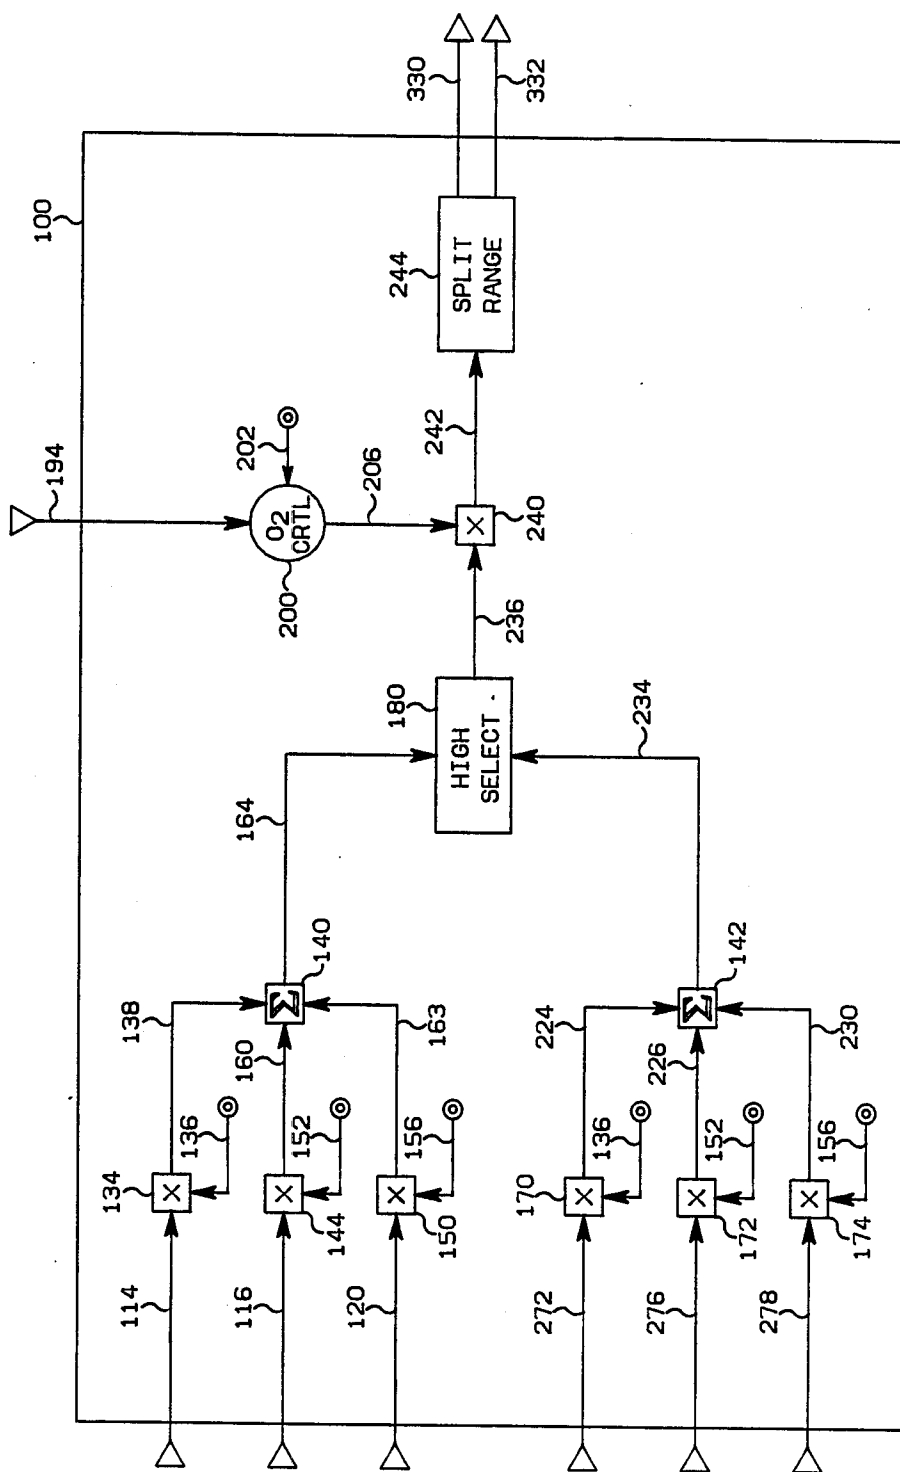 100
194
O2
CRTL
200
202
206
330
332
SPLIT
RANGE
244
242
X
240
236
HIGH
SELECT
180
164
234
138
Σ
140
160
163
134
X
136
144
X
152
150
X
156
114
116
120
224
Σ
142
226
230
170
X
136
172
X
152
174
X
156
272
276
278